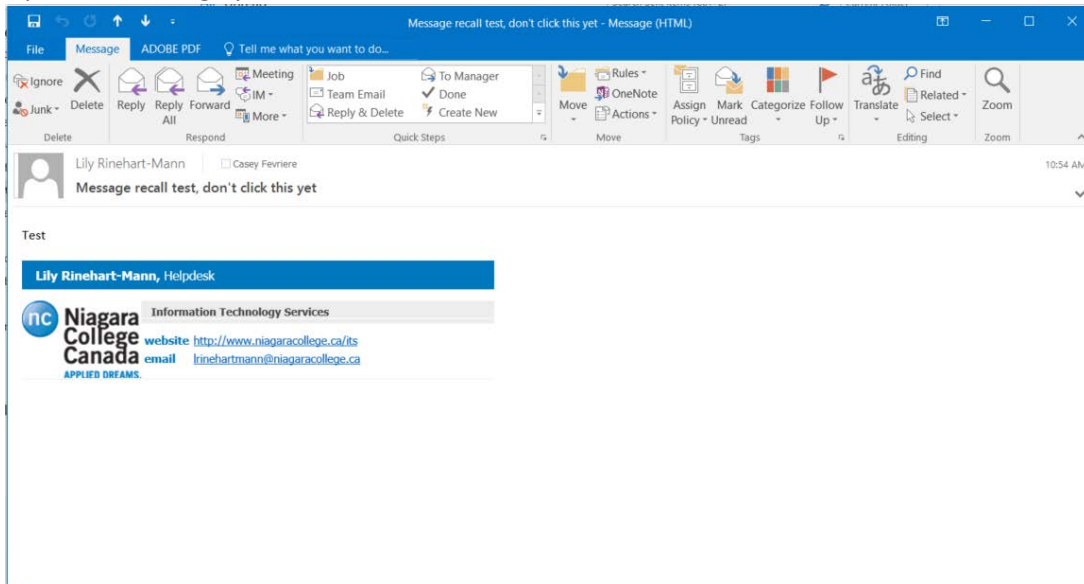 Message recall test, don't click this yet - Message (HTML)
File Message ADOBE PDF Tell me what you want to do...
Ignore
Junk
Delete
Reply
Reply All
Forward
Meeting
IM
More
Job
Team Email
Reply & Delete
To Manager
Done
Create New
Move
Rules
OneNote
Actions
Assign Policy
Mark Unread
Categorize
Follow Up
Translate
Find
Related
Select
Zoom
Delete Respond Quick Steps Move Tags Editing Zoom
Lily Rinehart-Mann Casey Fevriere 10:54 AM
Message recall test, don't click this yet
Test
Lily Rinehart-Mann, Helpdesk
nc Niagara College Canada
APPLIED DREAMS.
Information Technology Services
website http://www.niagaracollege.ca/its
email lrinehartmann@niagaracollege.ca